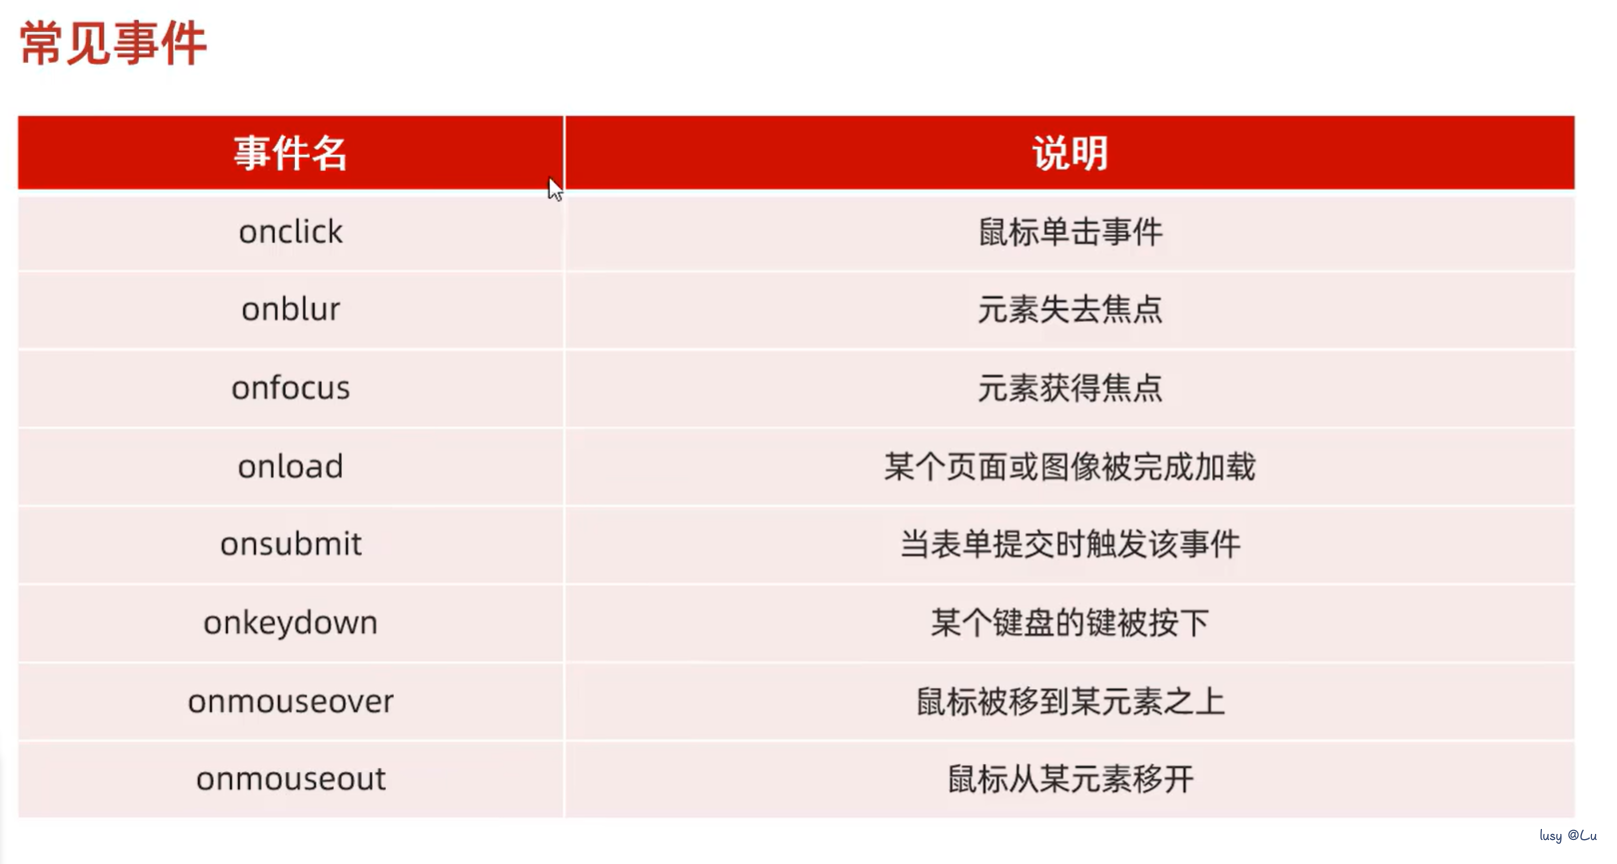 常见事件
事件名 说明
onclick 鼠标单击事件
onblur 元素失去焦点
onfocus 元素获得焦点
onload 某个页面或图像被完成加载
onsubmit 当表单提交时触发该事件
onkeydown 某个键盘的键被按下
onmouseover 鼠标被移到某元素之上
onmouseout 鼠标从某元素移开
lusy @Lu